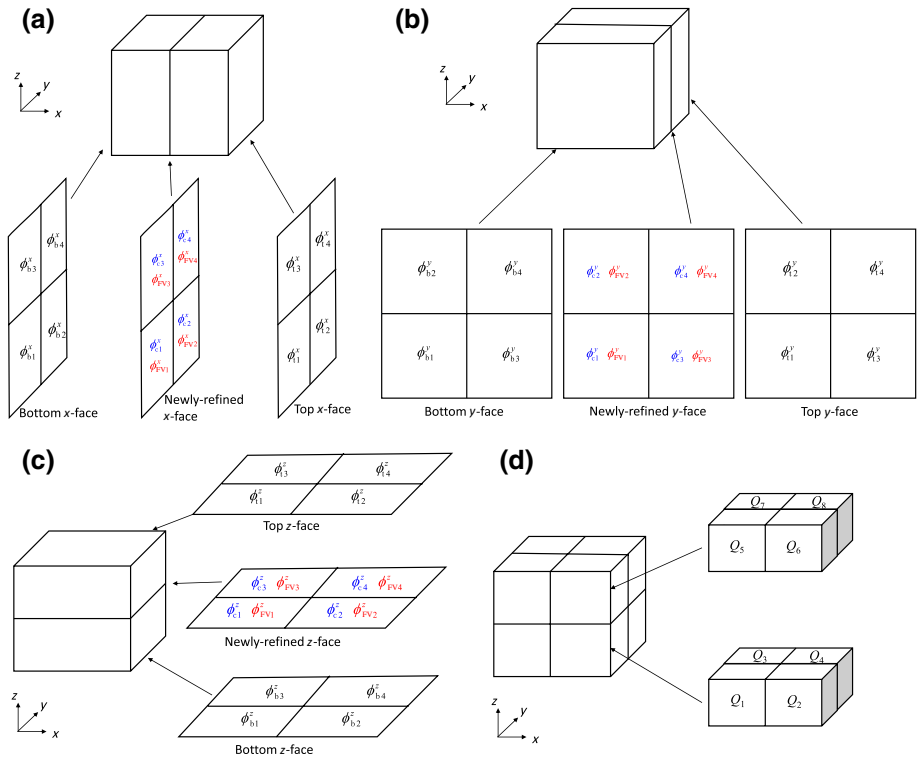 (a)
z
y
x
ϕ^x_b3 ϕ^x_b4
ϕ^x_b1 ϕ^x_b2
Bottom x-face
ϕ^x_c3 ϕ^x_c4
ϕ^x_FV3 ϕ^x_FV4
ϕ^x_c1 ϕ^x_c2
ϕ^x_FV1 ϕ^x_FV2
Newly-refined
x-face
ϕ^x_t3 ϕ^x_t4
ϕ^x_t1 ϕ^x_t2
Top x-face
(b)
z
y
x
ϕ^y_b2 ϕ^y_b4
ϕ^y_b1 ϕ^y_b3
Bottom y-face
ϕ^y_c2 ϕ^y_FV2 ϕ^y_c4 ϕ^y_FV4
ϕ^y_c1 ϕ^y_FV1 ϕ^y_c3 ϕ^y_FV3
Newly-refined y-face
ϕ^y_t2 ϕ^y_t4
ϕ^y_t1 ϕ^y_t3
Top y-face
(c)
ϕ^z_t3 ϕ^z_t4
ϕ^z_t1 ϕ^z_t2
Top z-face
ϕ^z_c3 ϕ^z_FV3 ϕ^z_c4 ϕ^z_FV4
ϕ^z_c1 ϕ^z_FV1 ϕ^z_c2 ϕ^z_FV2
Newly-refined z-face
ϕ^z_b3 ϕ^z_b4
ϕ^z_b1 ϕ^z_b2
Bottom z-face
z
y
x
(d)
Q_7 Q_8
Q_5 Q_6
Q_3 Q_4
Q_1 Q_2
z
y
x